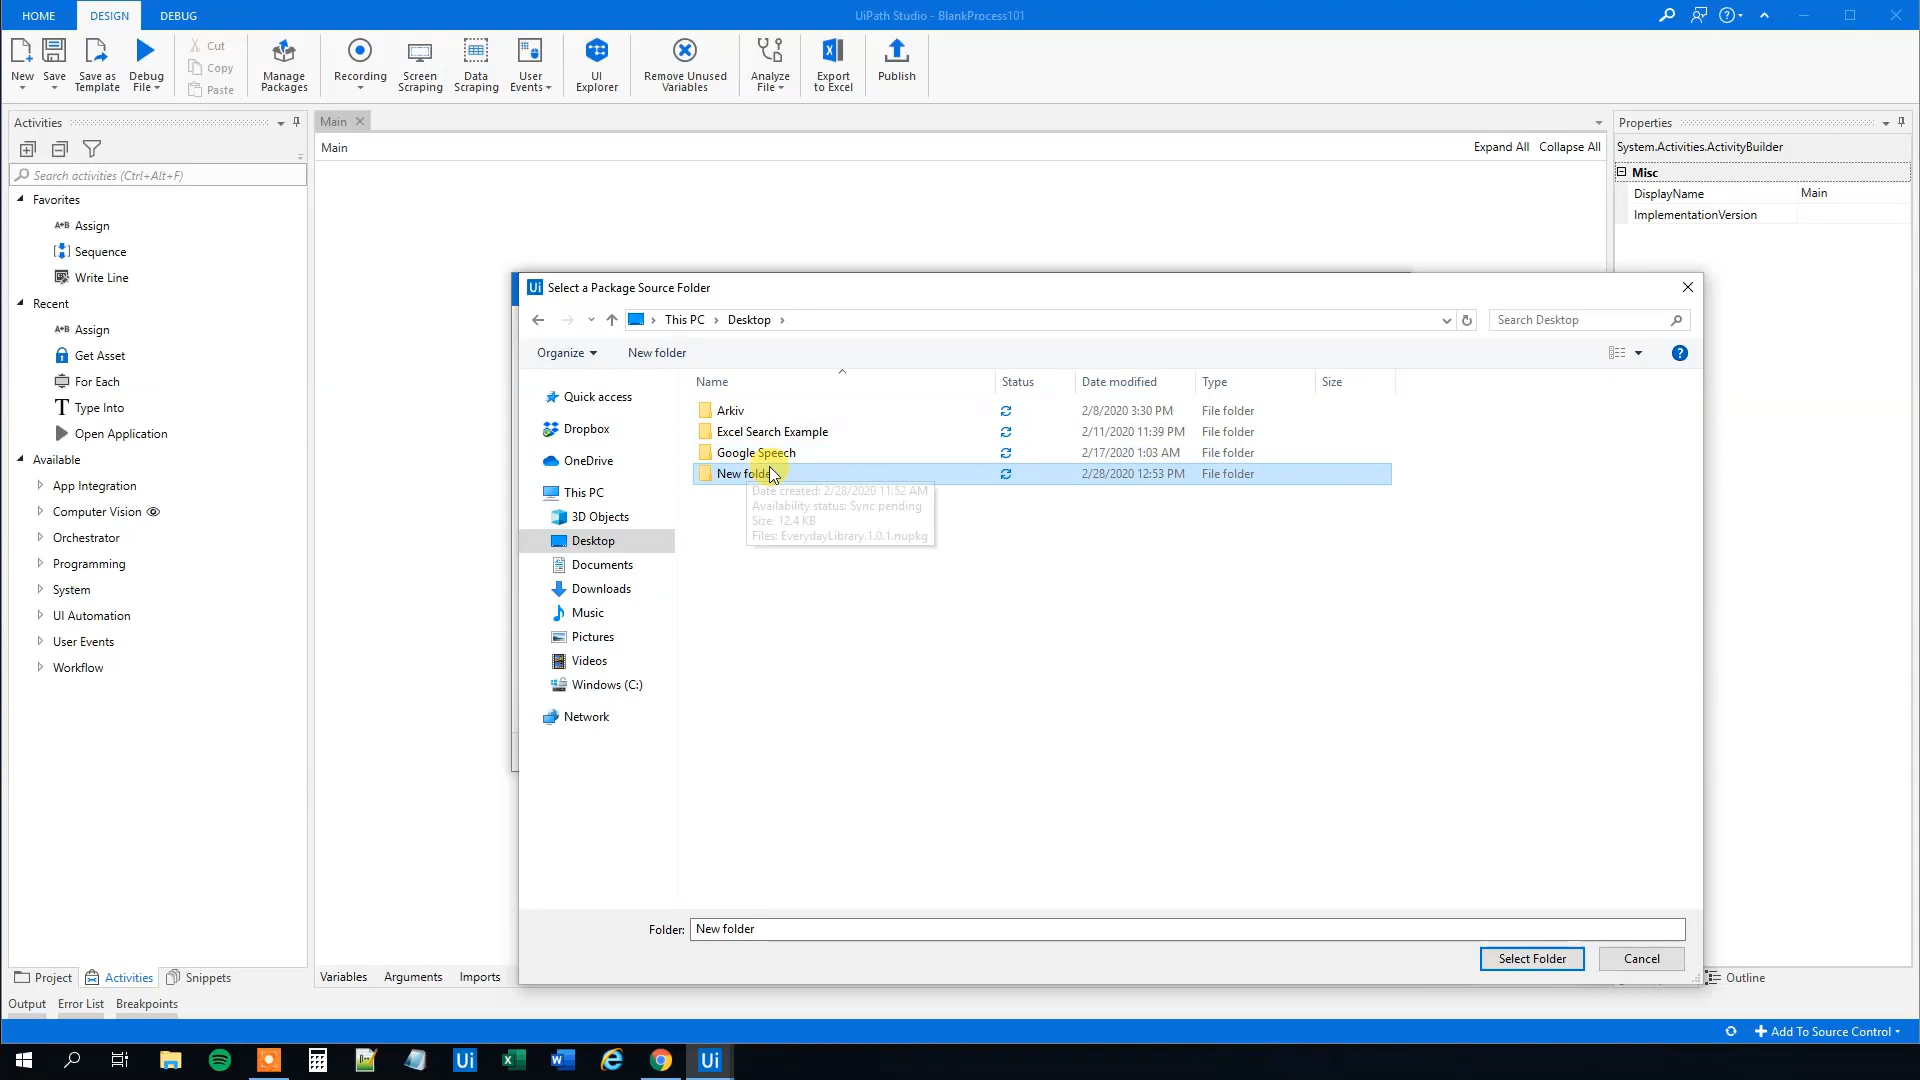 HOME
DESIGN
DEBUG
UiPath Studio - BlankProcess101
New
Save
Save as Template
Debug File
Cut
Copy
Paste
Manage Packages
Recording
Screen Scraping
Data Scraping
User Events
UI Explorer
Remove Unused Variables
Analyze File
Export to Excel
Publish
Activities
Main
Properties
Main
Expand All
Collapse All
System.Activities.ActivityBuilder
Search activities (Ctrl+Alt+F)
Misc
DisplayName
Main
ImplementationVersion
Favorites
A*B Assign
Sequence
Write Line
Recent
A*B Assign
Get Asset
For Each
Type Into
Open Application
Available
App Integration
Computer Vision
Orchestrator
Programming
System
UI Automation
User Events
Workflow
Ui Select a Package Source Folder
This PC
Desktop
Search Desktop
Organize
New folder
Name
Status
Date modified
Type
Size
Quick access
Dropbox
OneDrive
This PC
3D Objects
Desktop
Documents
Downloads
Music
Pictures
Videos
Windows (C:)
Network
Arkiv 2/8/2020 3:30 PM File folder
Excel Search Example 2/11/2020 11:39 PM File folder
Google Speech 2/17/2020 1:03 AM File folder
New folder 2/28/2020 12:53 PM File folder
Date created: 2/28/2020 11:52 AM
Availability status: Sync pending
Size: 12.4 KB
Files: EverydayLibrary.1.0.1.nupkg
Folder: New folder
Select Folder
Cancel
Project
Activities
Snippets
Variables
Arguments
Imports
Outline
Output
Error List
Breakpoints
Add To Source Control
Ui
Ui